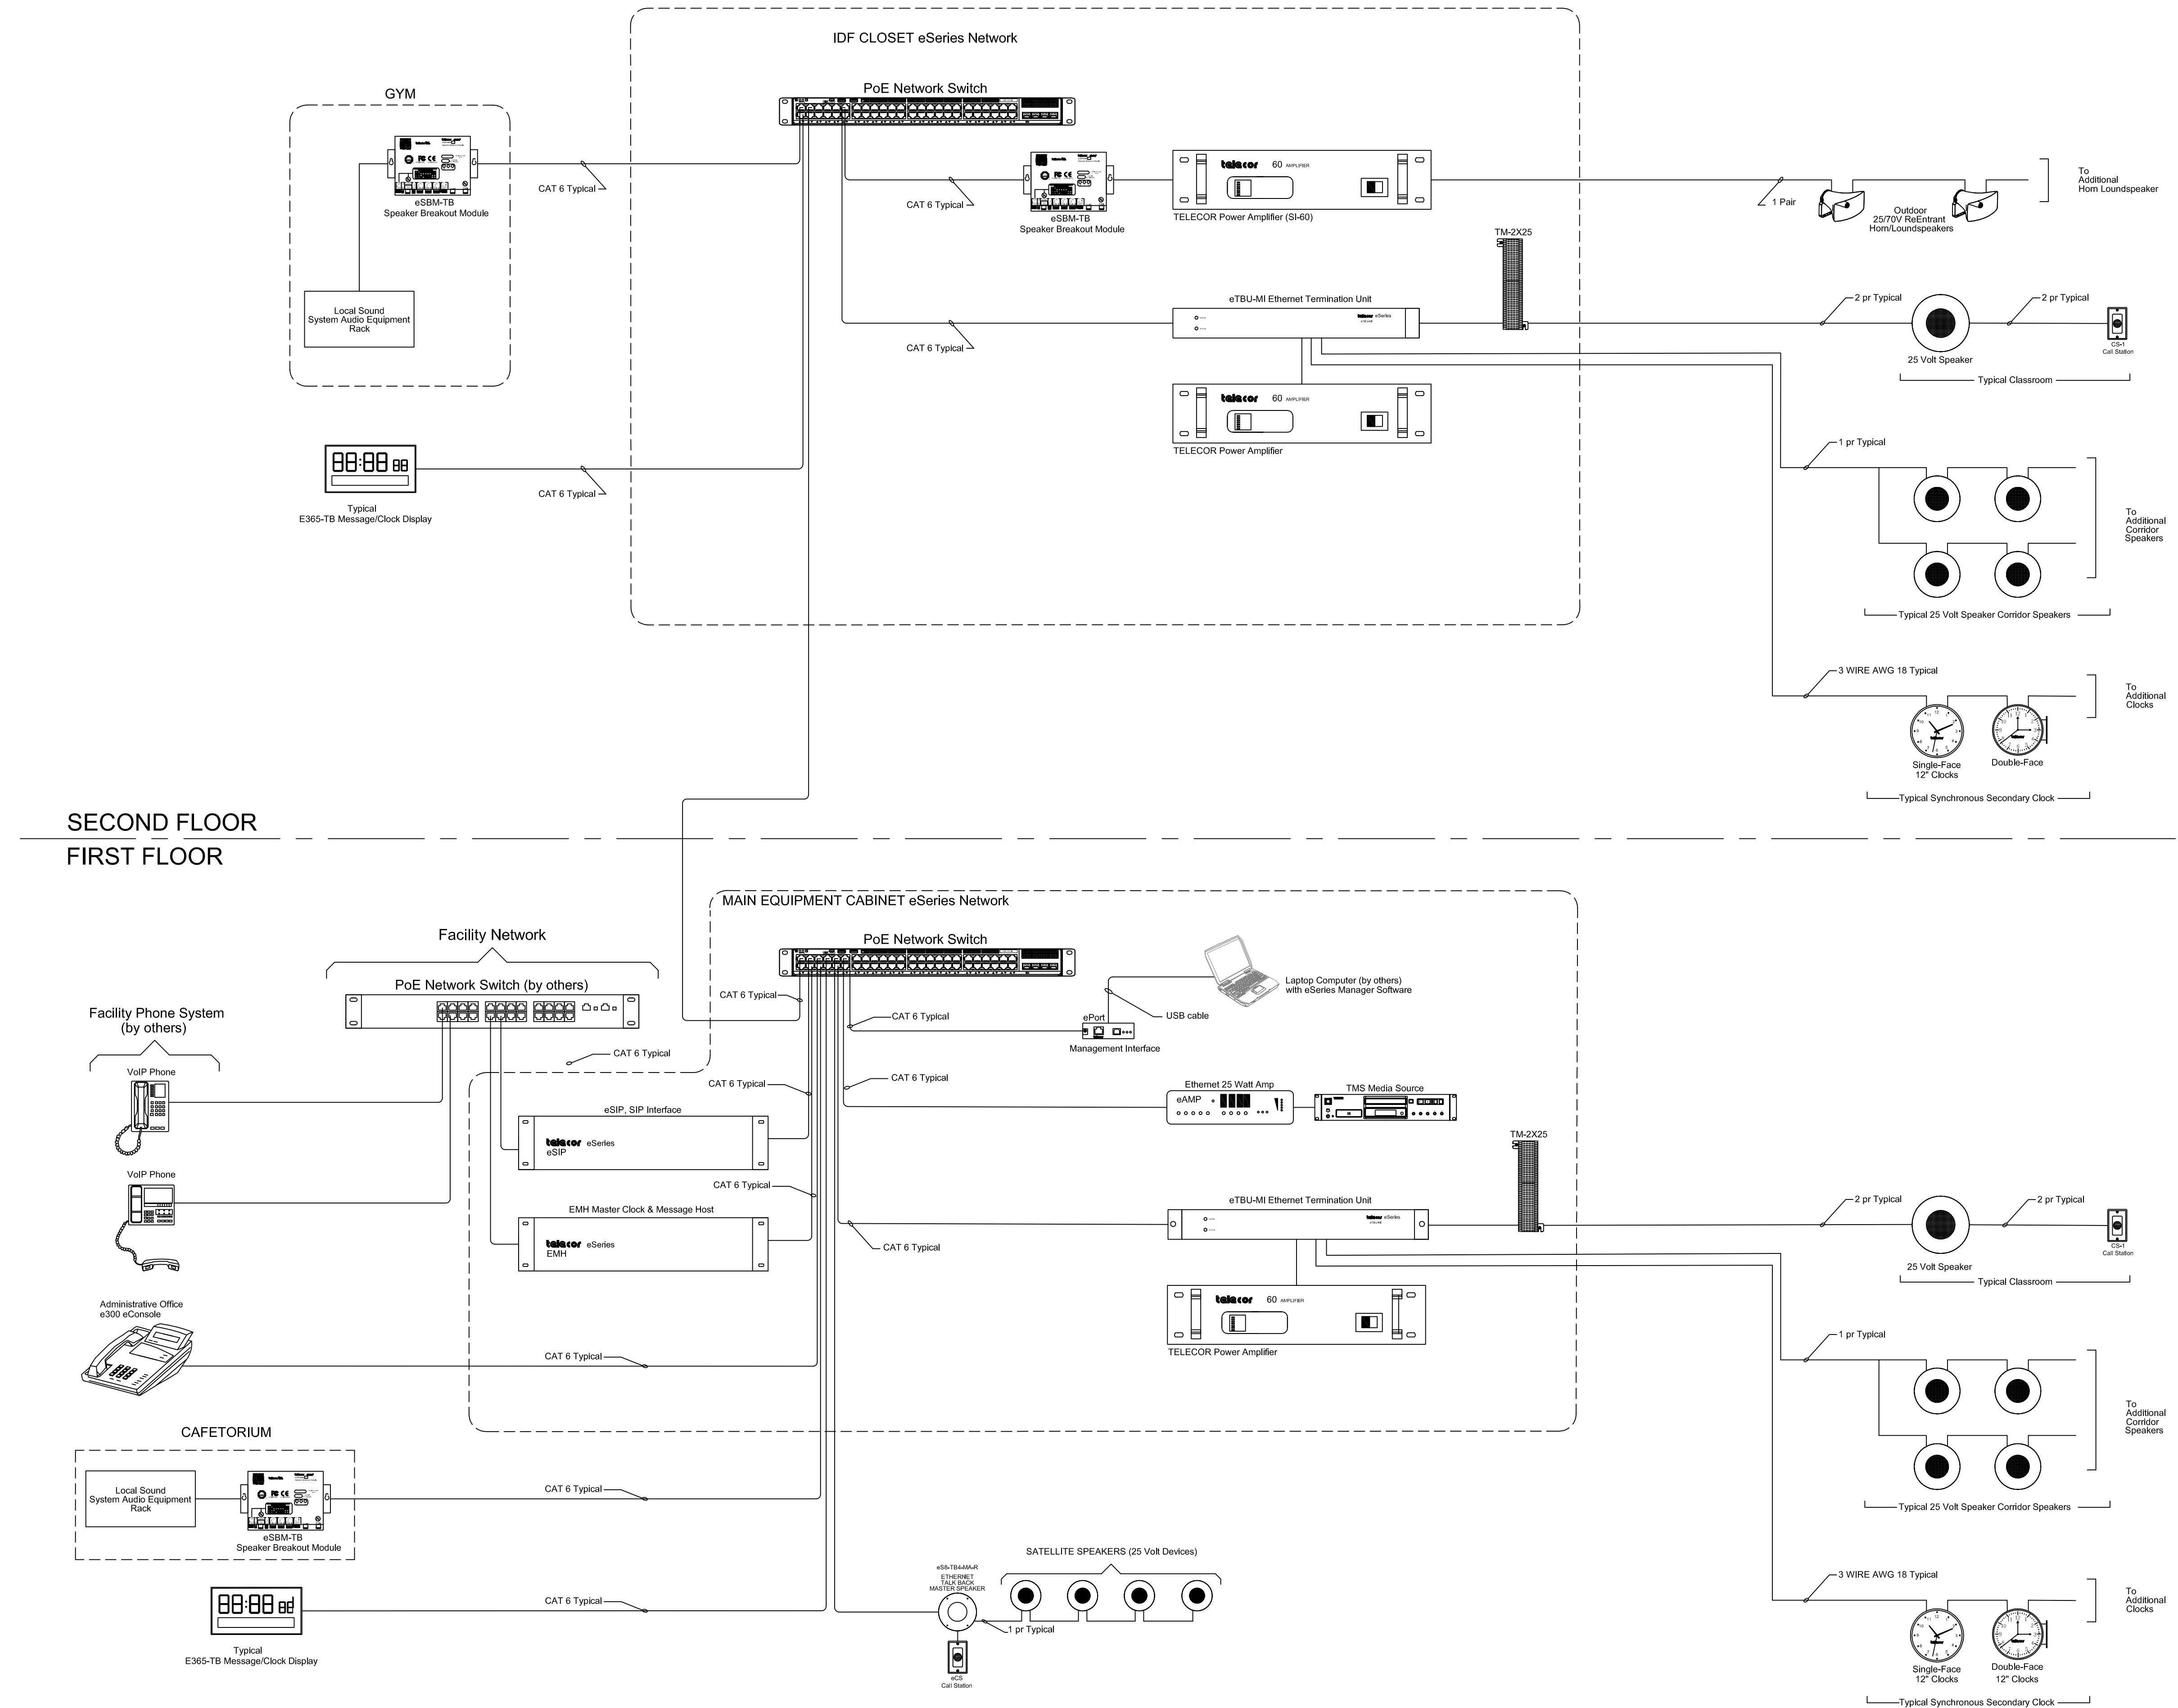 IDF CLOSET eSeries Network
PoE Network Switch
GYM
eSBM-TB
Speaker Breakout Module
CAT 6 Typical
Local Sound
System Audio Equipment
Rack
CAT 6 Typical
eSBM-TB
Speaker Breakout Module
telecor 60 AMPLIFIER
TELECOR Power Amplifier (SI-60)
1 Pair
Outdoor
25/70V ReEntrant
Horn/Loundspeakers
To
Additional
Horn Loundspeaker
TM-2X25
eTBU-MI Ethernet Termination Unit
telecor eSeries
CAT 6 Typical
2 pr Typical
2 pr Typical
25 Volt Speaker
CS-1
Call Station
Typical Classroom
telecor 60 AMPLIFIER
TELECOR Power Amplifier
CAT 6 Typical
Typical
E365-TB Message/Clock Display
1 pr Typical
To
Additional
Corridor
Speakers
Typical 25 Volt Speaker Corridor Speakers
3 WIRE AWG 18 Typical
To
Additional
Clocks
Single-Face
12" Clocks
Double-Face
Typical Synchronous Secondary Clock
SECOND FLOOR
FIRST FLOOR
MAIN EQUIPMENT CABINET eSeries Network
PoE Network Switch
Facility Network
PoE Network Switch (by others)
Facility Phone System
(by others)
VoIP Phone
VoIP Phone
CAT 6 Typical
CAT 6 Typical
CAT 6 Typical
ePort
Management Interface
USB cable
Laptop Computer (by others)
with eSeries Manager Software
CAT 6 Typical
CAT 6 Typical
Ethernet 25 Watt Amp
eAMP
TMS Media Source
eSIP, SIP Interface
telecor eSeries
eSIP
CAT 6 Typical
EMH Master Clock & Message Host
telecor eSeries
EMH
CAT 6 Typical
TM-2X25
eTBU-MI Ethernet Termination Unit
telecor eSeries
2 pr Typical
2 pr Typical
25 Volt Speaker
CS-1
Call Station
Typical Classroom
telecor 60 AMPLIFIER
TELECOR Power Amplifier
Administrative Office
e300 eConsole
CAT 6 Typical
1 pr Typical
To
Additional
Corridor
Speakers
Typical 25 Volt Speaker Corridor Speakers
CAFETORIUM
Local Sound
System Audio Equipment
Rack
eSBM-TB
Speaker Breakout Module
CAT 6 Typical
Typical
E365-TB Message/Clock Display
CAT 6 Typical
eS8-TB4-MA-R
ETHERNET
TALK BACK
MASTER SPEAKER
SATELLITE SPEAKERS (25 Volt Devices)
1 pr Typical
eCS
Call Station
3 WIRE AWG 18 Typical
To
Additional
Clocks
Single-Face
12" Clocks
Double-Face
12" Clocks
Typical Synchronous Secondary Clock